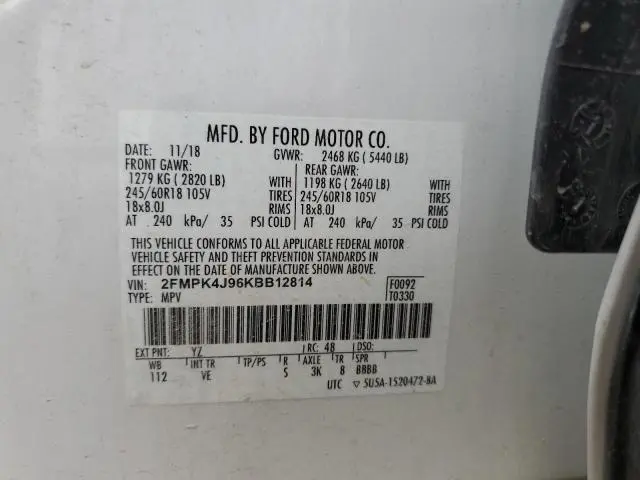 MFD. BY FORD MOTOR CO.
DATE: 11/18 GVWR: 2468 KG ( 5440 LB)
FRONT GAWR: REAR GAWR:
1279 KG ( 2820 LB) WITH 1198 KG ( 2640 LB) WITH
245/60R18 105V TIRES 245/60R18 105V TIRES
18x8.0J RIMS 18x8.0J RIMS
AT 240 kPa/ 35 PSI COLD AT 240 kPa/ 35 PSI COLD
THIS VEHICLE CONFORMS TO ALL APPLICABLE FEDERAL MOTOR
VEHICLE SAFETY AND THEFT PREVENTION STANDARDS IN
EFFECT ON THE DATE OF MANUFACTURE SHOWN ABOVE.
VIN: 2FMPK4J96KBB12814 F0092
TYPE: MPV T0330
EXT PNT: YZ RC: 48 DSO:
WB INT TR TP/PS R AXLE TR SPR
112 VE S 3K 8 BBBB
UTC ▽ 5U5A-1520472-BA